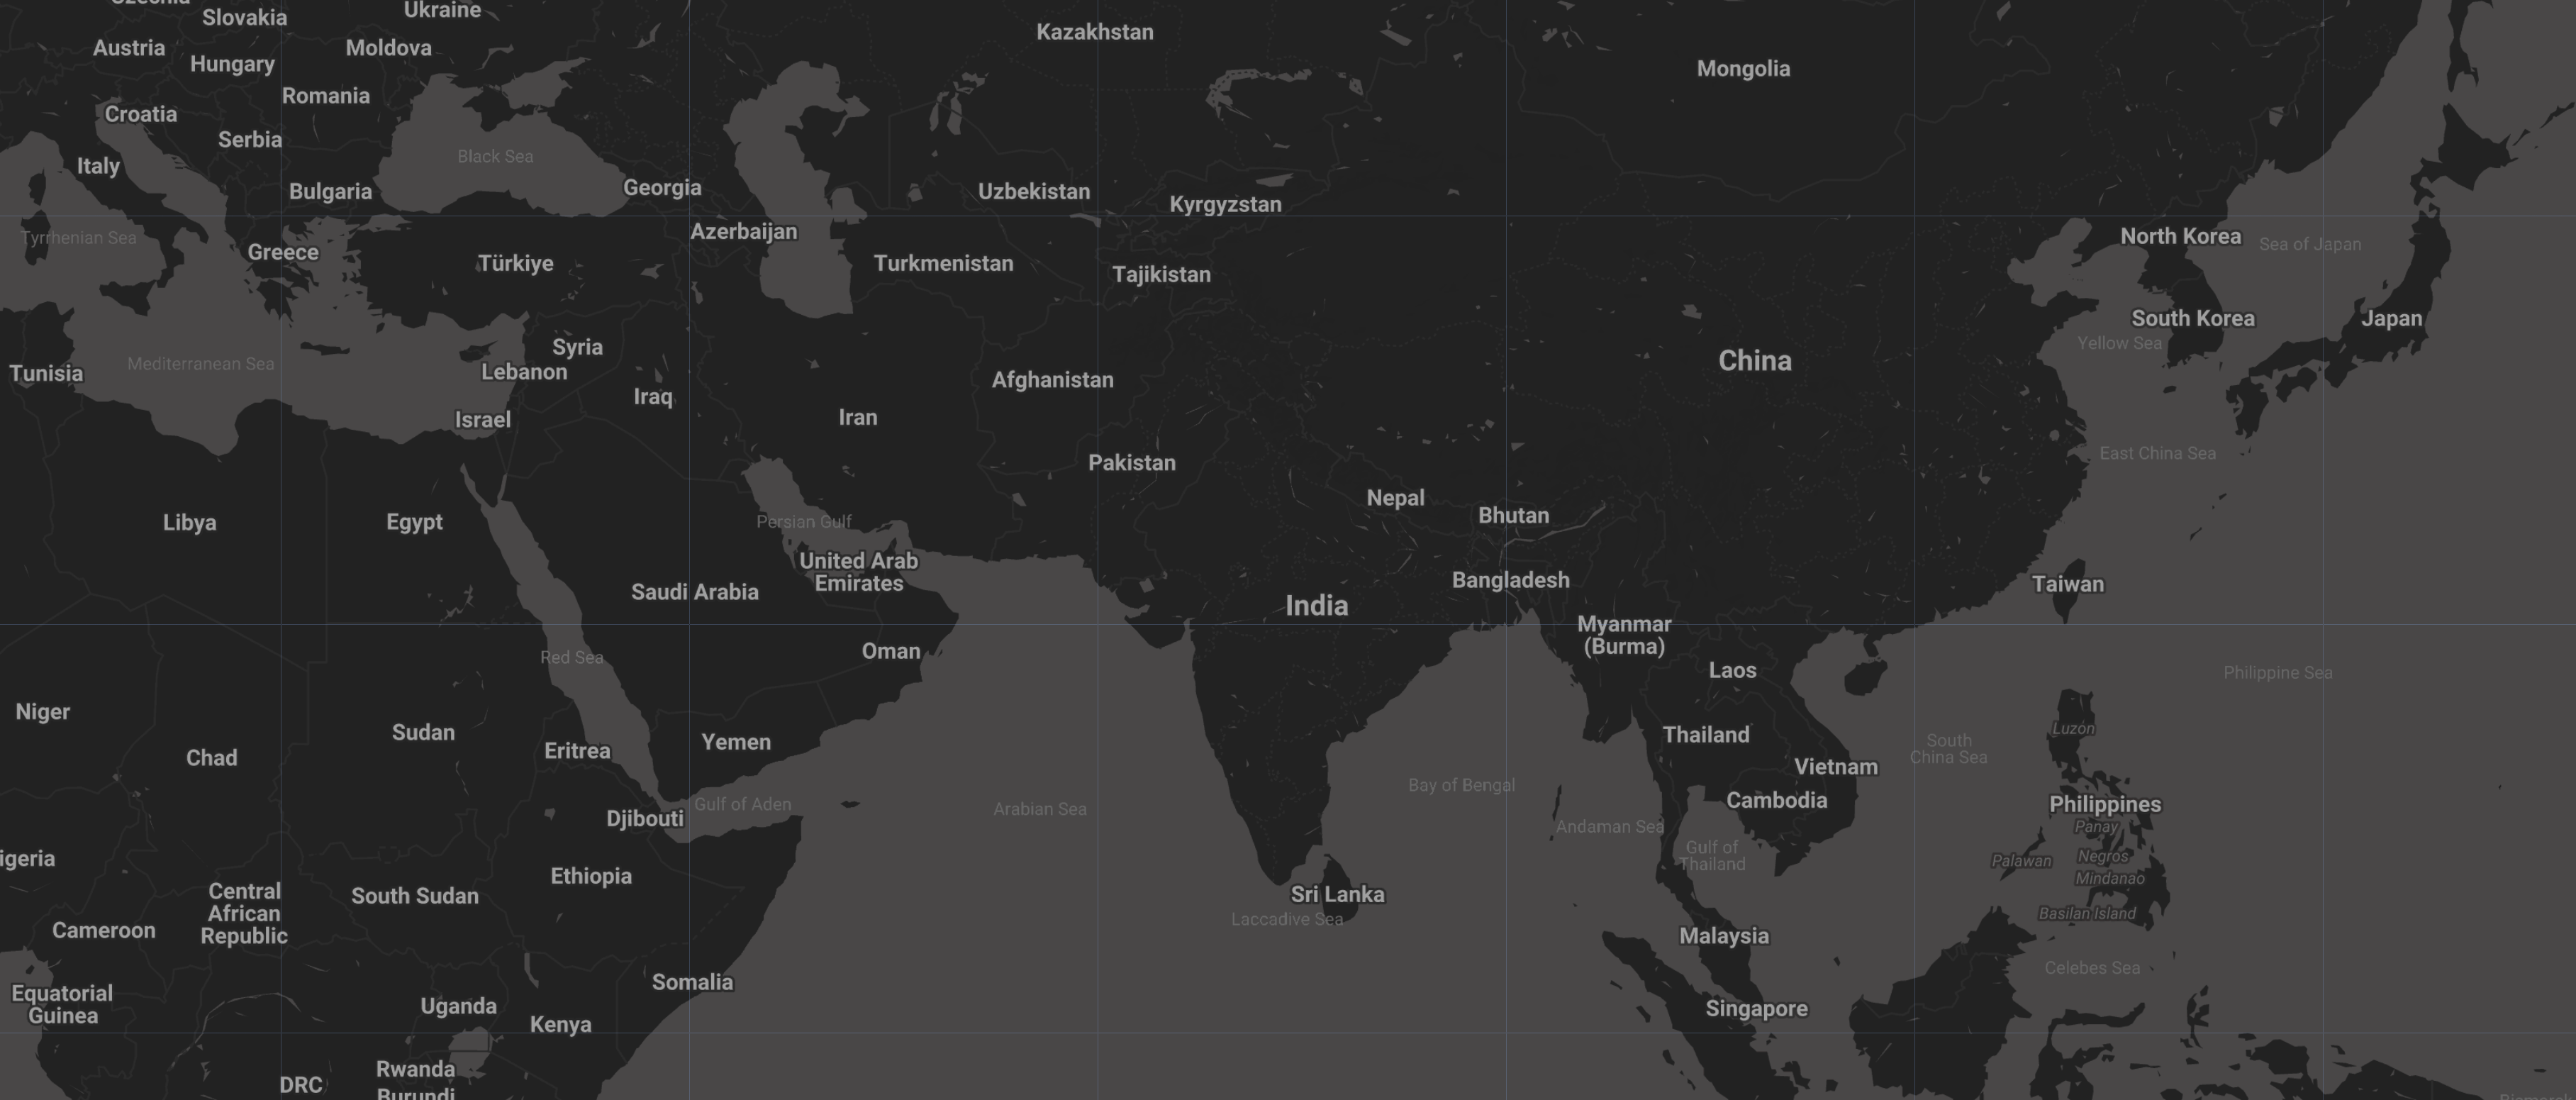 Ukraine
Slovakia
Kazakhstan
Austria
Moldova
Hungary
Mongolia
Romania
Croatia
Serbia
Black Sea
Italy
Bulgaria
Georgia
Uzbekistan
Kyrgyzstan
Azerbaijan
North Korea
Tyrrhenian Sea
Sea of Japan
Greece
Türkiye
Turkmenistan
Tajikistan
South Korea
Japan
Yellow Sea
Syria
China
Mediterranean Sea
Lebanon
Tunisia
Afghanistan
Iraq
Israel
Iran
East China Sea
Pakistan
Nepal
Bhutan
Libya
Egypt
Persian Gulf
United Arab
Emirates
Bangladesh
Taiwan
Saudi Arabia
India
Myanmar
(Burma)
Oman
Red Sea
Laos
Philippine Sea
Niger
Luzon
Sudan
Thailand
Yemen
South
China Sea
Eritrea
Chad
Vietnam
Bay of Bengal
Cambodia
Gulf of Aden
Philippines
Arabian Sea
Djibouti
Andaman Sea
Panay
Gulf of
Thailand
igeria
Negros
Palawan
Ethiopia
Mindanao
Central
African
Republic
South Sudan
Sri Lanka
Basilan Island
Laccadive Sea
Cameroon
Malaysia
Celebes Sea
Somalia
Equatorial
Guinea
Uganda
Singapore
Kenya
Rwanda
DRC
Burundi